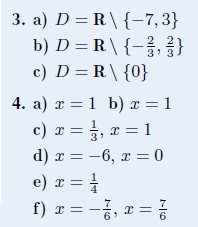 3. a) D = R \ {−7, 3}
b) D = R \ {−2/3, 2/3}
c) D = R \ {0}
4. a) x = 1 b) x = 1
c) x = 1/3, x = 1
d) x = −6, x = 0
e) x = 1/4
f) x = −7/6, x = 7/6